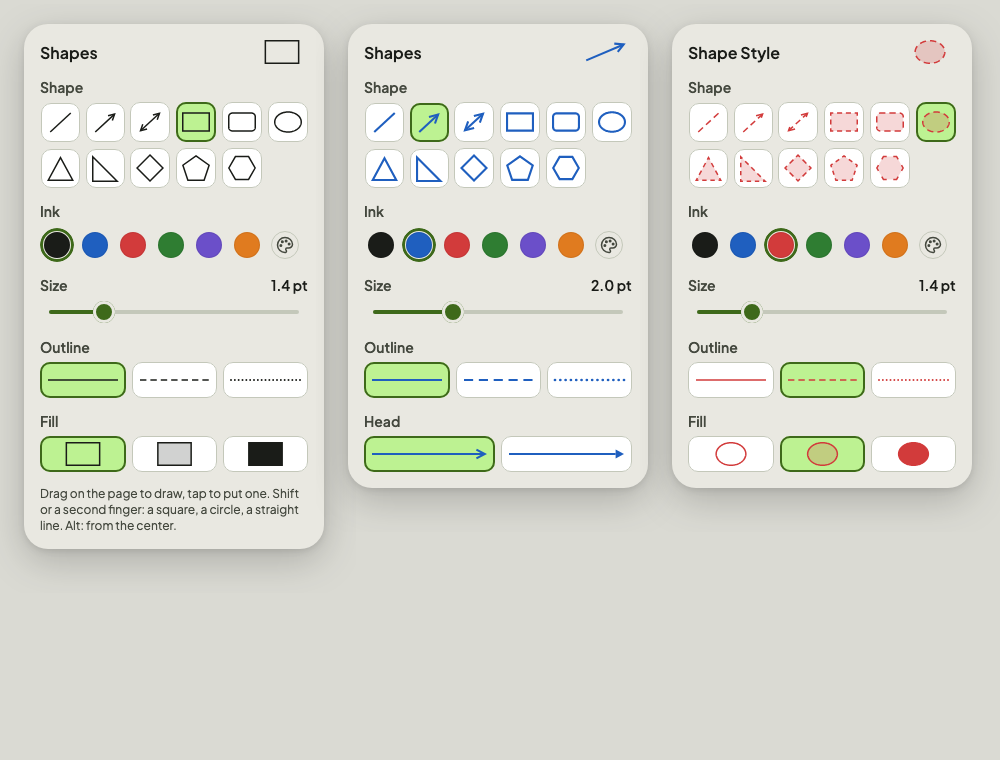 Shapes
Shape
Ink
Size 1.4 pt
Outline
Fill
Drag on the page to draw, tap to put one. Shift
or a second finger: a square, a circle, a straight
line. Alt: from the center.
Shapes
Shape
Ink
Size 2.0 pt
Outline
Head
Shape Style
Shape
Ink
Size 1.4 pt
Outline
Fill